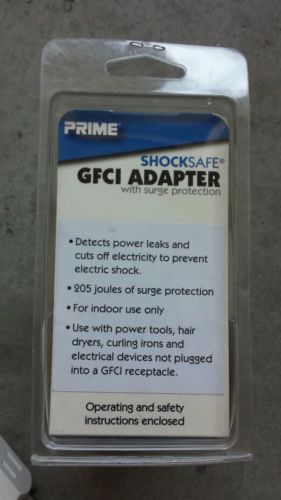 PRIME®
SHOCKSAFE®
GFCI ADAPTER
with surge protection
• Detects power leaks and
cuts off electricity to prevent
electric shock.
• 205 joules of surge protection
• For indoor use only
• Use with power tools, hair
dryers, curling irons and
electrical devices not plugged
into a GFCI receptacle.
Operating and safety
instructions enclosed